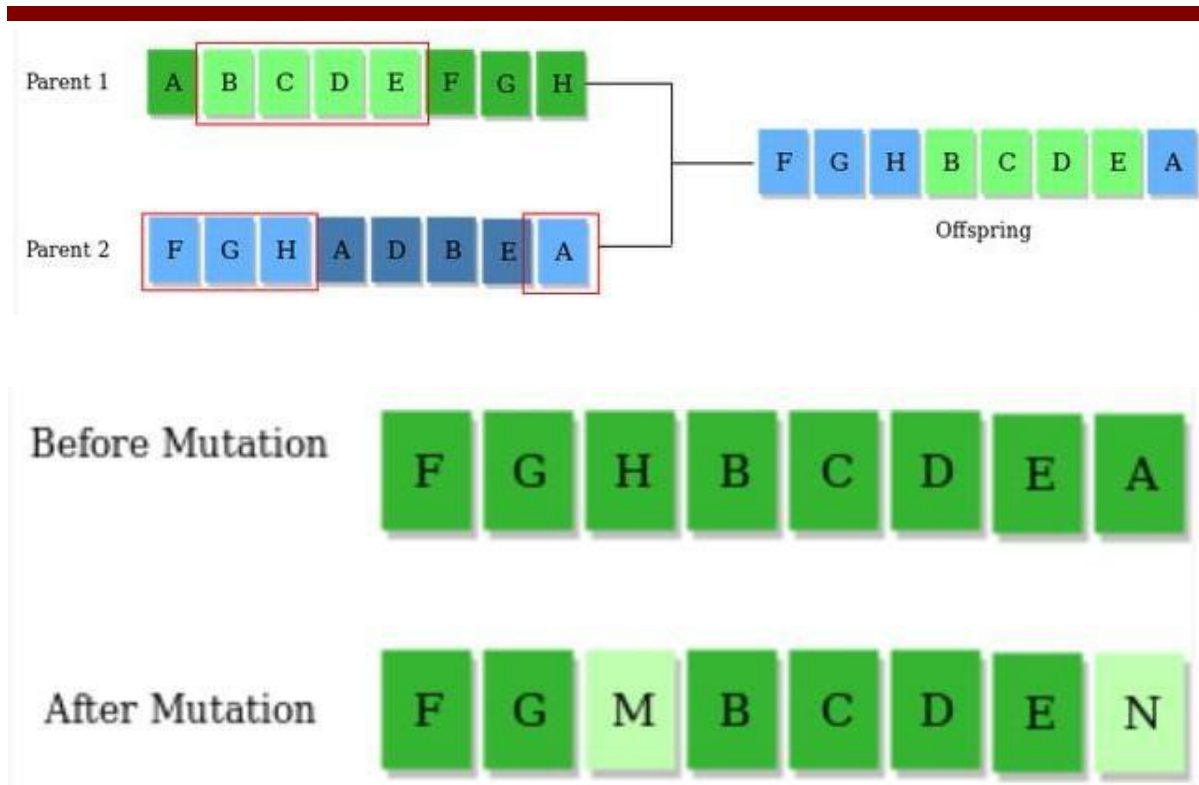 Parent 1 A B C D E F G H
F G H B C D E A
Offspring
Parent 2 F G H A D B E A
Before Mutation F G H B C D E A
After Mutation F G M B C D E N